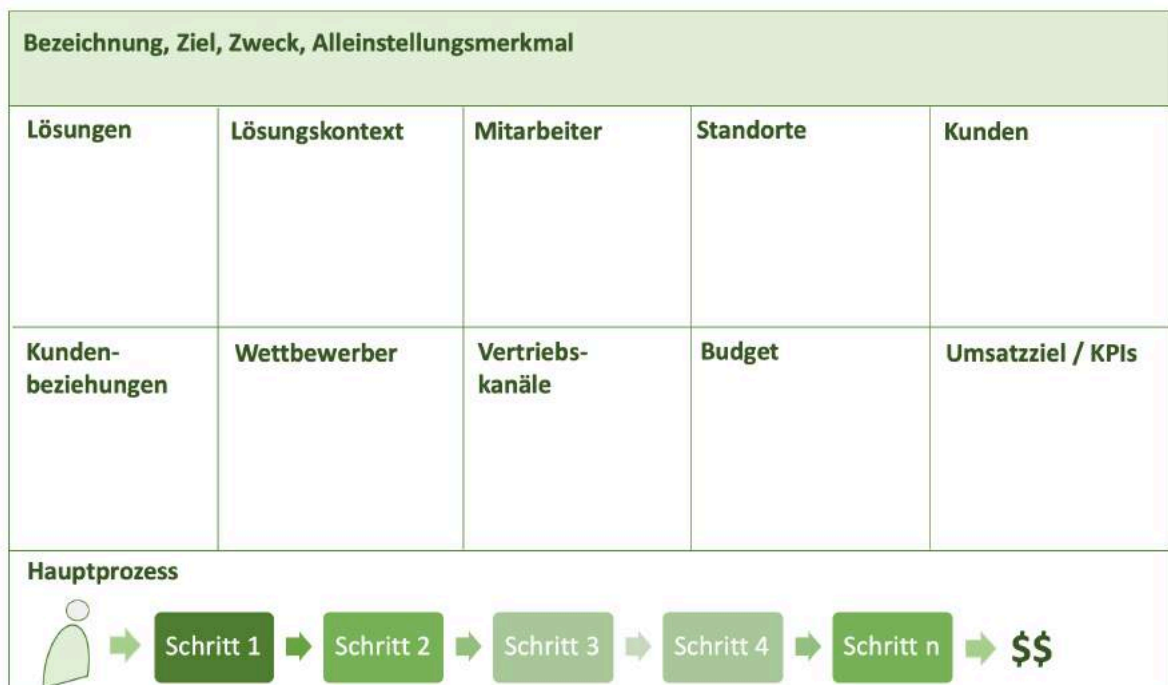 Bezeichnung, Ziel, Zweck, Alleinstellungsmerkmal
Lösungen
Lösungskontext
Mitarbeiter
Standorte
Kunden
Kunden-
beziehungen
Wettbewerber
Vertriebs-
kanäle
Budget
Umsatzziel / KPIs
Hauptprozess
Schritt 1
Schritt 2
Schritt 3
Schritt 4
Schritt n
$$